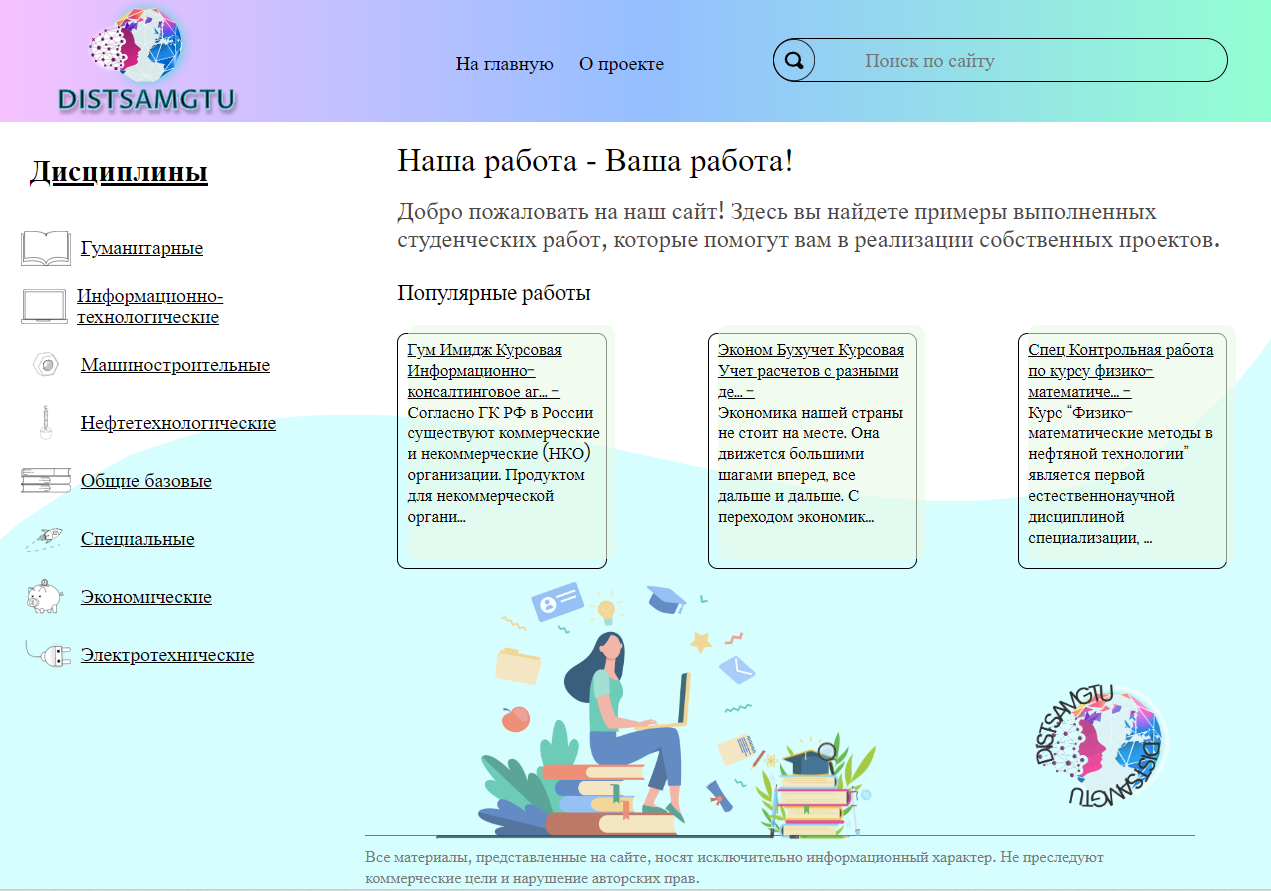 DISTSAMGTU
На главную
О проекте
Поиск по сайту
Дисциплины
Гуманитарные
Информационно-
технологические
Машиностроительные
Нефтетехнологические
Общие базовые
Специальные
Экономические
Электротехнические
Наша работа - Ваша работа!
Добро пожаловать на наш сайт! Здесь вы найдете примеры выполненных
студенческих работ, которые помогут вам в реализации собственных проектов.
Популярные работы
Гум Имидж Курсовая
Информационно-
консалтинговое аг... -
Согласно ГК РФ в России
существуют коммерческие
и некоммерческие (НКО)
организации. Продуктом
для некоммерческой
органи...
Эконом Бухучет Курсовая
Учет расчетов с разными
де... -
Экономика нашей страны
не стоит на месте. Она
движется большими
шагами вперед, все
дальше и дальше. С
переходом экономик...
Спец Контрольная работа
по курсу физико-
математиче... -
Курс “Физико-
математические методы в
нефтяной технологии”
является первой
естественнонаучной
дисциплиной
специализации, ...
DISTSAMGTU
DISTSAMGTU
Все материалы, представленные на сайте, носят исключительно информационный характер. Не преследуют
коммерческие цели и нарушение авторских прав.